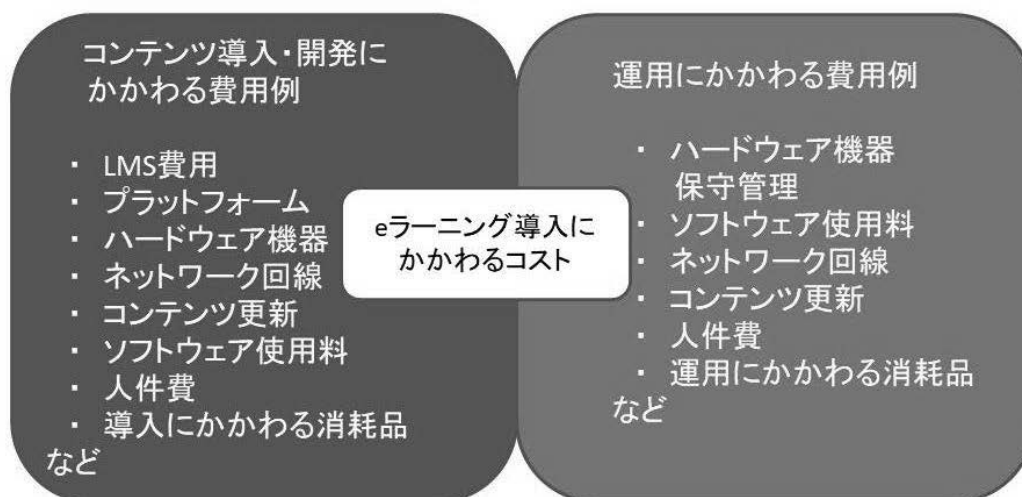 コンテンツ導入・開発に
かかわる費用例
・ LMS費用
・ プラットフォーム
・ ハードウェア機器
・ ネットワーク回線
・ コンテンツ更新
・ ソフトウェア使用料
・ 人件費
・ 導入にかかわる消耗品
など
eラーニング導入に
かかわるコスト
運用にかかわる費用例
・ ハードウェア機器
保守管理
・ ソフトウェア使用料
・ ネットワーク回線
・ コンテンツ更新
・ 人件費
・ 運用にかかわる消耗品
など